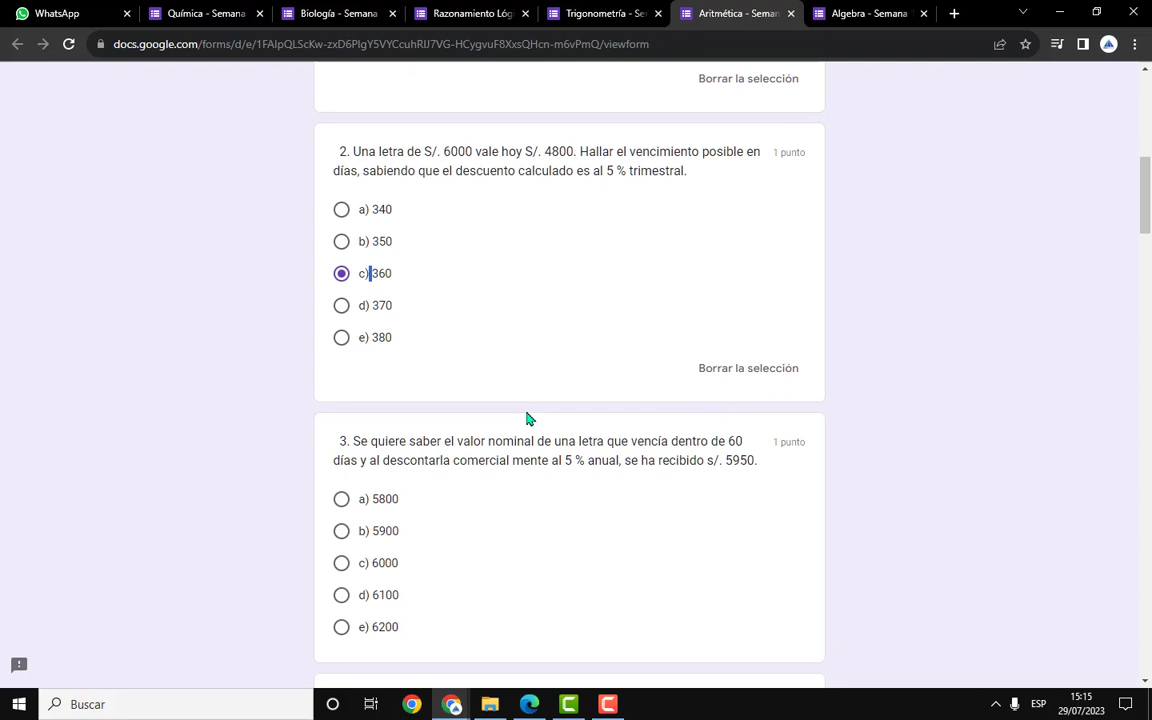 WhatsApp
Química - Semana
Biología - Semana
Razonamiento Lóg
Trigonometría - Se
Aritmética - Seman
Algebra - Semana 1
docs.google.com/forms/d/e/1FAIpQLScKw-zxD6PIgY5VYCcuhRIJ7VG-HCygvuF8XxsQHcn-m6vPmQ/viewform
Borrar la selección
2. Una letra de S/. 6000 vale hoy S/. 4800. Hallar el vencimiento posible en
1 punto
días, sabiendo que el descuento calculado es al 5 % trimestral.
a) 340
b) 350
c) 360
d) 370
e) 380
Borrar la selección
3. Se quiere saber el valor nominal de una letra que vencía dentro de 60
1 punto
días y al descontarla comercial mente al 5 % anual, se ha recibido s/. 5950.
a) 5800
b) 5900
c) 6000
d) 6100
e) 6200
Buscar
ESP
15:15
29/07/2023